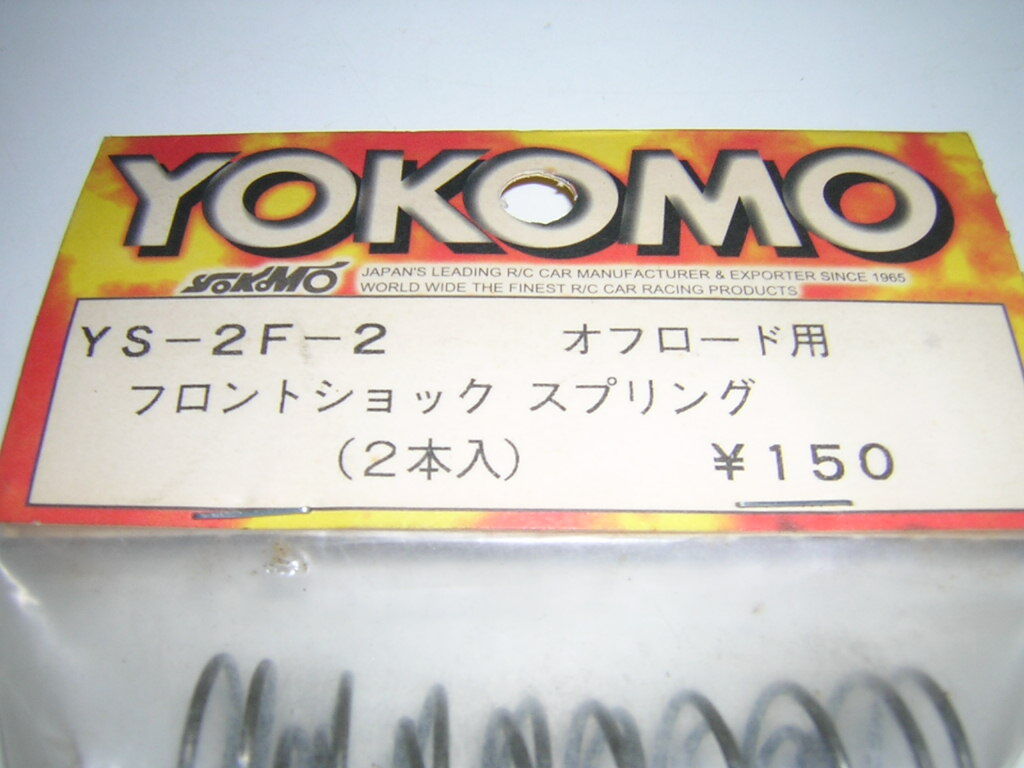 YOKOMO
YOKOMO
JAPAN'S LEADING R/C CAR MANUFACTURER & EXPORTER SINCE 1965
WORLD WIDE THE FINEST R/C CAR RACING PRODUCTS
YS-2F-2 オフロード用
フロントショック スプリング
(2本入) ¥150